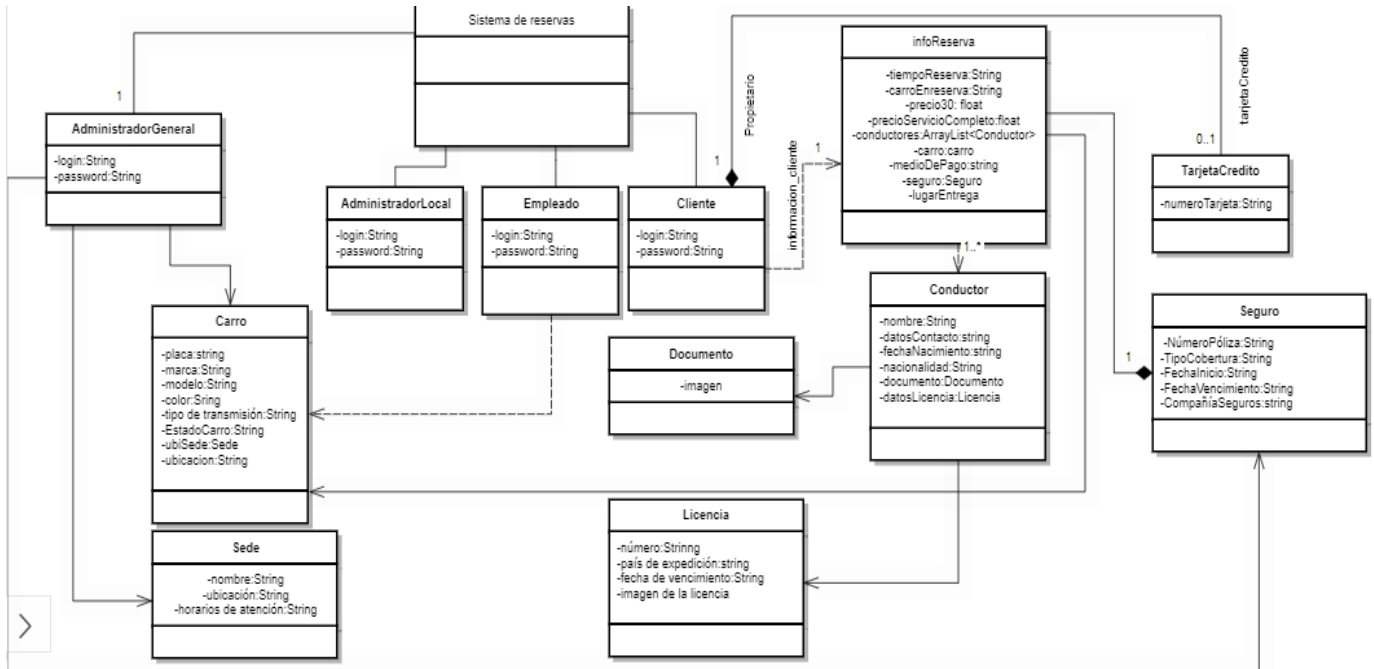 Sistema de reservas
1
AdministradorGeneral
-login:String
-password:String
AdministradorLocal
-login:String
-password:String
Empleado
-login:String
-password:String
Cliente
-login:String
-password:String
1
Propietario
informacion_cliente
1
infoReserva
-tiempoReserva:String
-carroEnreserva:String
-precio30: float
-precioServicioCompleto:float
-conductores:ArrayList<Conductor>
-carro:carro
-medioDePago:string
-seguro:Seguro
-lugarEntrega
1..*
tarjetaCredito
0..1
TarjetaCredito
-numeroTarjeta:String
Carro
-placa:string
-marca:String
-modelo:String
-color:Sring
-tipo de transmisión:String
-EstadoCarro:String
-ubiSede:Sede
-ubicacion:String
Documento
-imagen
Conductor
-nombre:String
-datosContacto:string
-fechaNacimiento:string
-nacionalidad:String
-documento:Documento
-datosLicencia:Licencia
1
Seguro
-NúmeroPóliza:String
-TipoCobertura:String
-FechaInicio:String
-FechaVencimiento:String
-CompañíaSeguros:string
Sede
-nombre:String
-ubicación:String
-horarios de atención:String
Licencia
-número:Strinng
-país de expedición:string
-fecha de vencimiento:String
-imagen de la licencia